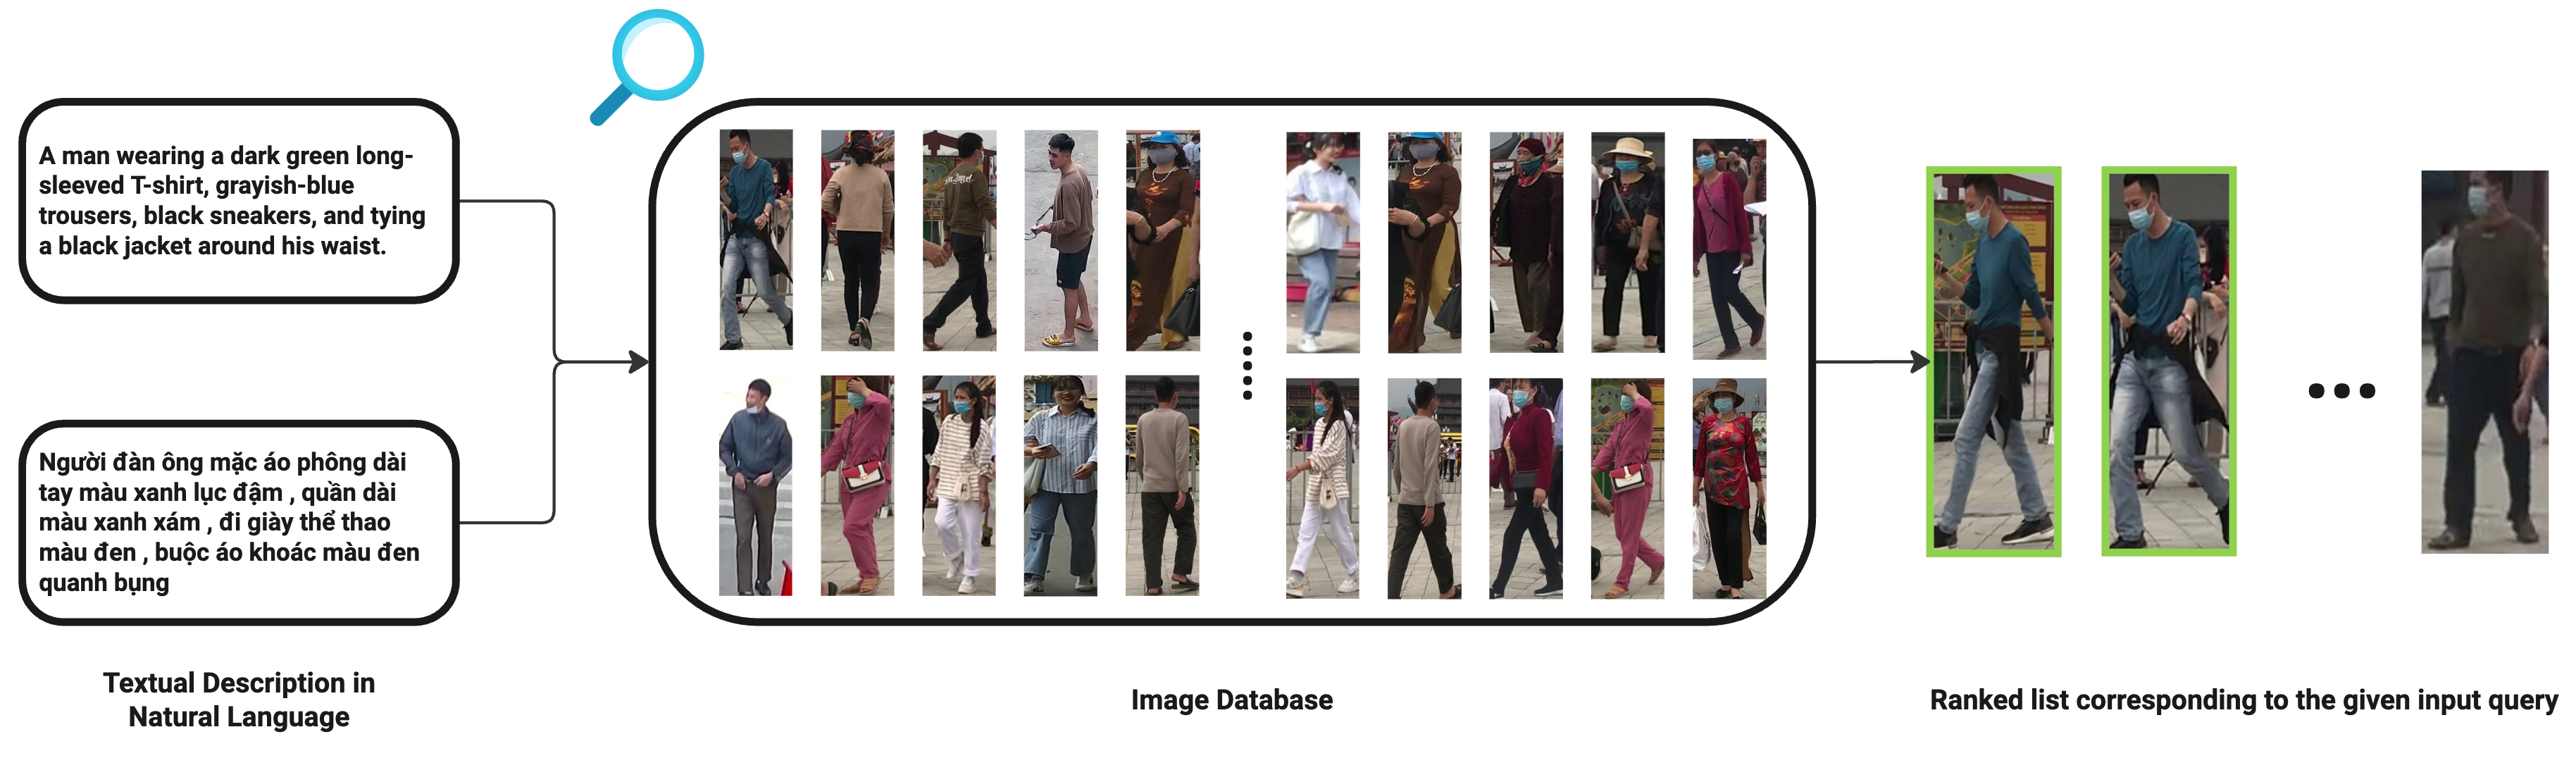 A man wearing a dark green long-
sleeved T-shirt, grayish-blue
trousers, black sneakers, and tying
a black jacket around his waist.
Người đàn ông mặc áo phông dài
tay màu xanh lục đậm , quần dài
màu xanh xám , đi giày thể thao
màu đen , buộc áo khoác màu đen
quanh bụng
Textual Description in
Natural Language
Image Database
Ranked list corresponding to the given input query